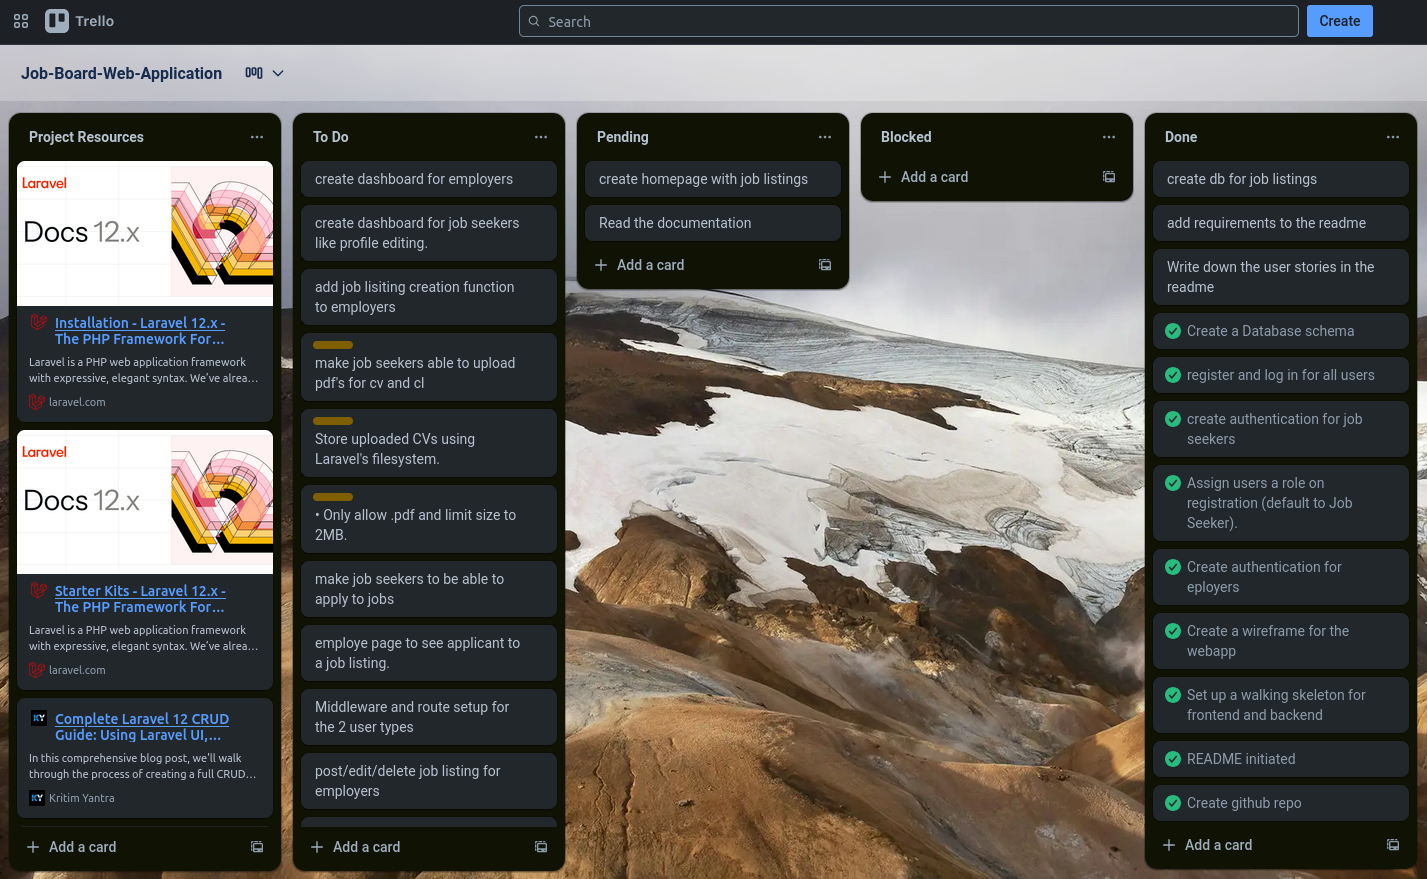 Trello
Search
Create
Job-Board-Web-Application
Project Resources
Laravel
Docs 12.x
Installation - Laravel 12.x -
The PHP Framework For...
Laravel is a PHP web application framework
with expressive, elegant syntax. We've alrea...
laravel.com
Laravel
Docs 12.x
Starter Kits - Laravel 12.x -
The PHP Framework For...
Laravel is a PHP web application framework
with expressive, elegant syntax. We've alrea...
laravel.com
KY
Complete Laravel 12 CRUD
Guide: Using Laravel UI,...
In this comprehensive blog post, we'll walk
through the process of creating a full CRUD...
KY
Kritim Yantra
Add a card
To Do
create dashboard for employers
create dashboard for job seekers
like profile editing.
add job lisiting creation function
to employers
make job seekers able to upload
pdf's for cv and cl
Store uploaded CVs using
Laravel's filesystem.
• Only allow .pdf and limit size to
2MB.
make job seekers to be able to
apply to jobs
employe page to see applicant to
a job listing.
Middleware and route setup for
the 2 user types
post/edit/delete job listing for
employers
Add a card
Pending
create homepage with job listings
Read the documentation
Add a card
Blocked
Add a card
Done
create db for job listings
add requirements to the readme
Write down the user stories in the
readme
Create a Database schema
register and log in for all users
create authentication for job
seekers
Assign users a role on
registration (default to Job
Seeker).
Create authentication for
eployers
Create a wireframe for the
webapp
Set up a walking skeleton for
frontend and backend
README initiated
Create github repo
Add a card